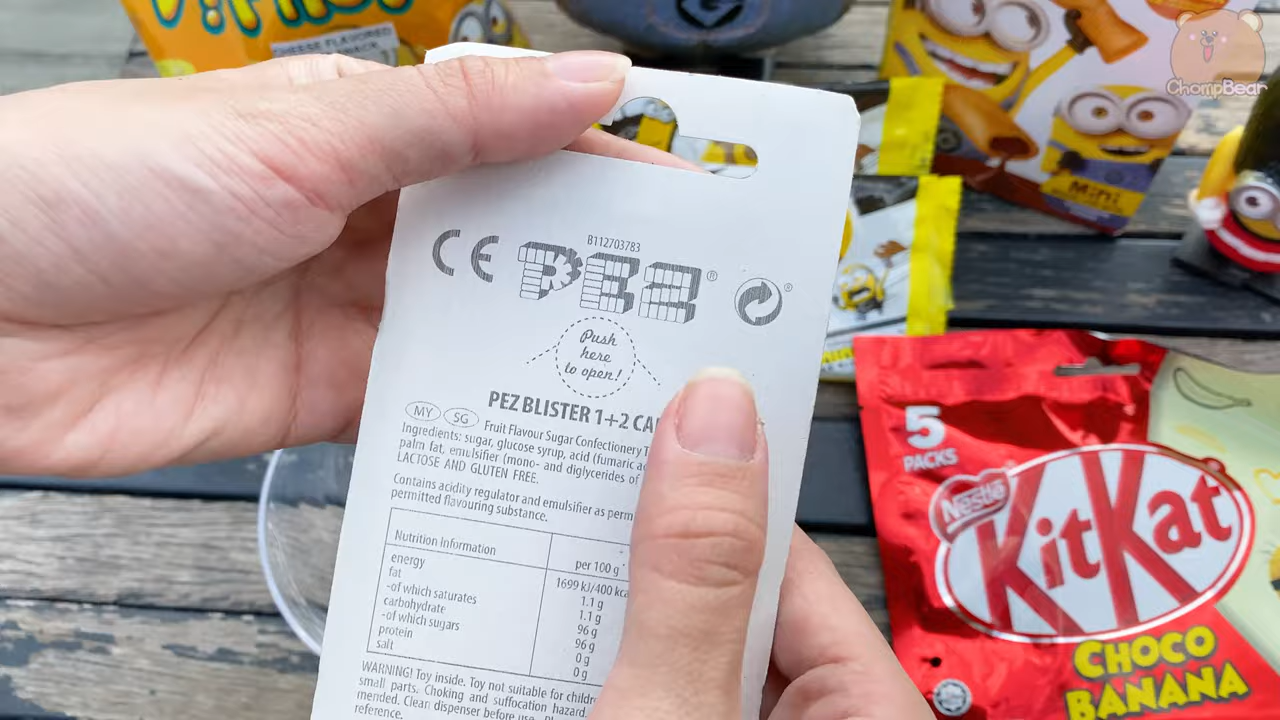 CHEESE FLAVORED
SNACK
ChompBear
Mini
B112703783
CE PEZ®
®
Push
here
to open!
PEZ BLISTER 1+2
MY SG Fruit Flavour Sugar Confectionery
Ingredients: sugar, glucose syrup, acid (fumaric
palm fat, emulsifier (mono- and diglycerides of
LACTOSE AND GLUTEN FREE.
Contains acidity regulator and emulsifier as
permitted flavouring substance.
Nutrition Information per 100 g
energy 1699 kJ/400
fat 1.1 g
-of which saturates 1.1 g
carbohydrate 96 g
-of which sugars 96 g
protein 0 g
salt 0 g
WARNING! Toy inside. Toy not suitable for
small parts. Choking and suffocation hazard.
mended. Clean dispenser before use.
reference.
5
PACKS
Nestlé
KitKat
CHOCO
BANANA